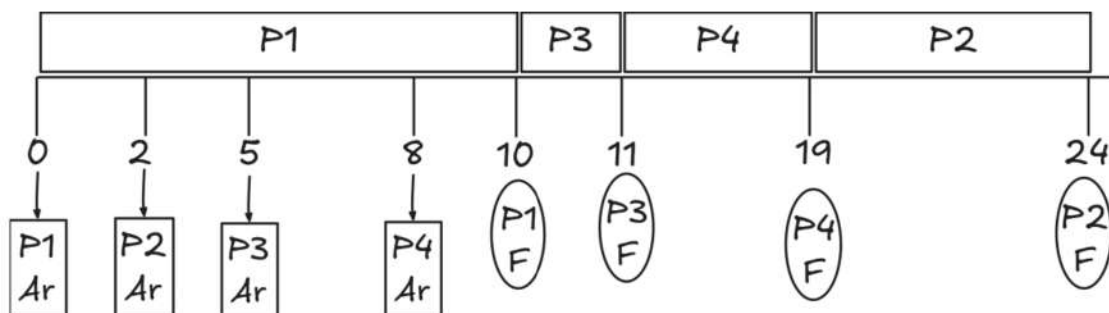 P1 P3 P4 P2
0 2 5 8 10 11 19 24
P1 P2 P3 P4 P1 P3 P4 P2
Ar Ar Ar Ar F F F F